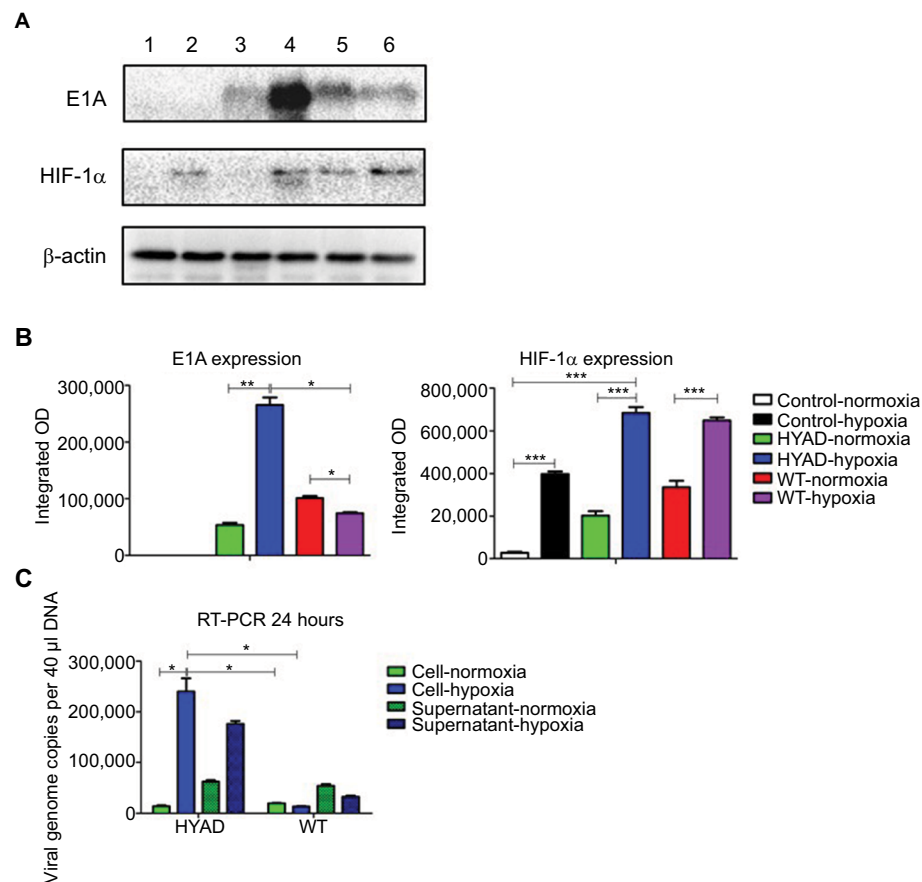 A
1 2 3 4 5 6
E1A
HIF-1α
β-actin
B
E1A expression
Integrated OD
300,000
200,000
100,000
0
**
*
*
HIF-1α expression
Integrated OD
800,000
600,000
400,000
20,000
0
***
***
***
***
Control-normoxia
Control-hypoxia
HYAD-normoxia
HYAD-hypoxia
WT-normoxia
WT-hypoxia
C
RT-PCR 24 hours
Viral genome copies per 40 µl DNA
300,000
200,000
100,000
0
*
*
*
HYAD
WT
Cell-normoxia
Cell-hypoxia
Supernatant-normoxia
Supernatant-hypoxia